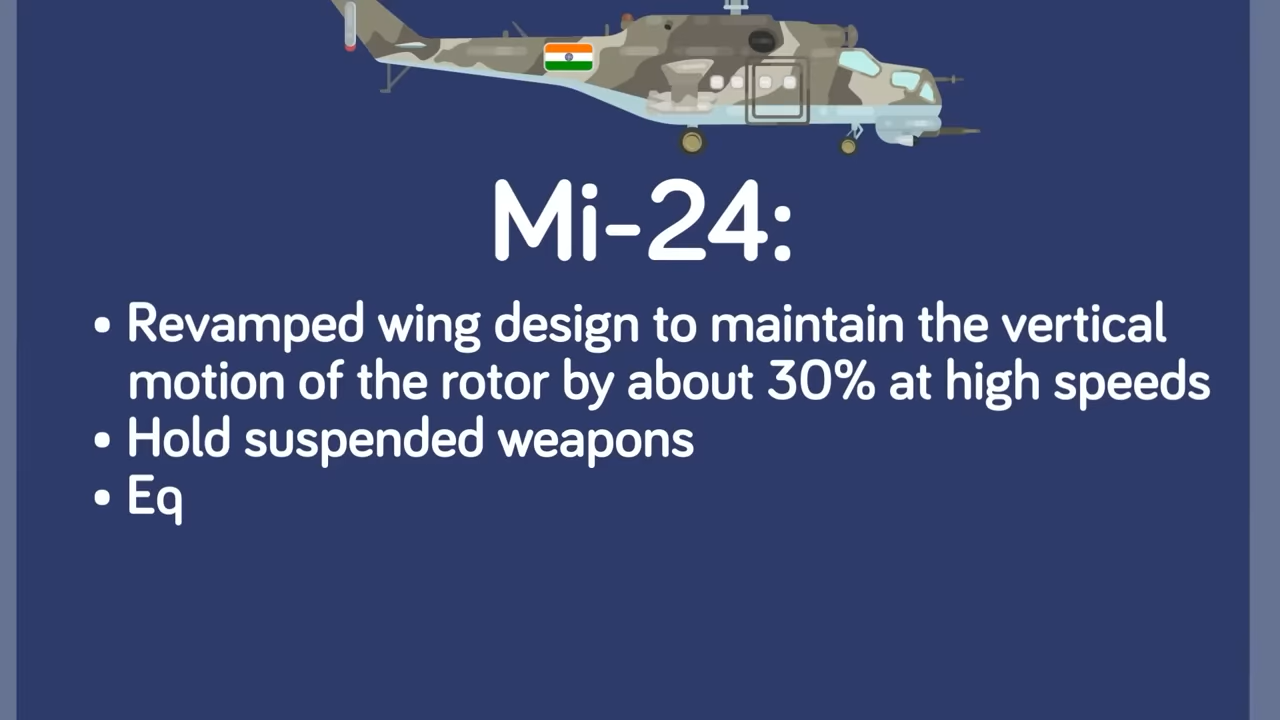 Mi-24:
• Revamped wing design to maintain the vertical
motion of the rotor by about 30% at high speeds
• Hold suspended weapons
• Eq